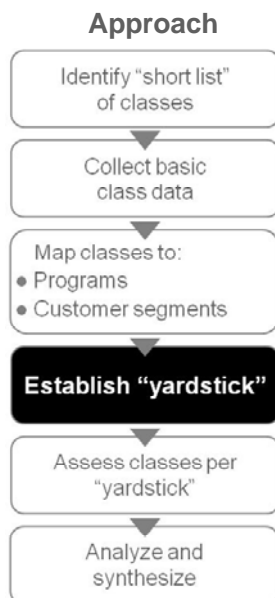 Approach
Identify “short list”
of classes
Collect basic
class data
Map classes to:
● Programs
● Customer segments
Establish “yardstick”
Assess classes per
“yardstick”
Analyze and
synthesize